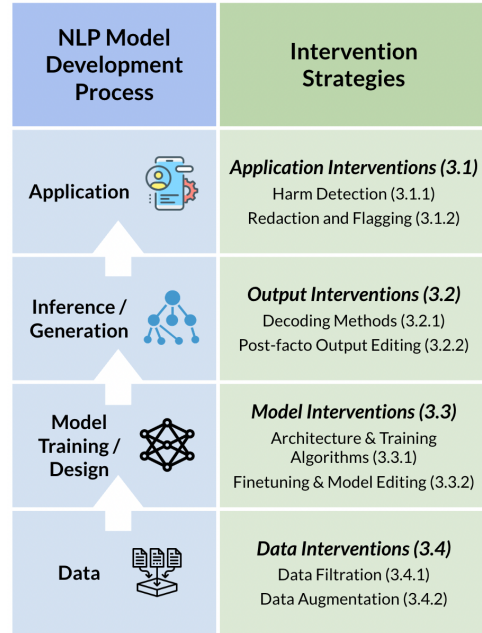 NLP Model
Development
Process
Intervention
Strategies
Application
Application Interventions (3.1)
Harm Detection (3.1.1)
Redaction and Flagging (3.1.2)
Inference /
Generation
Output Interventions (3.2)
Decoding Methods (3.2.1)
Post-facto Output Editing (3.2.2)
Model
Training /
Design
Model Interventions (3.3)
Architecture & Training
Algorithms (3.3.1)
Finetuning & Model Editing (3.3.2)
Data
Data Interventions (3.4)
Data Filtration (3.4.1)
Data Augmentation (3.4.2)